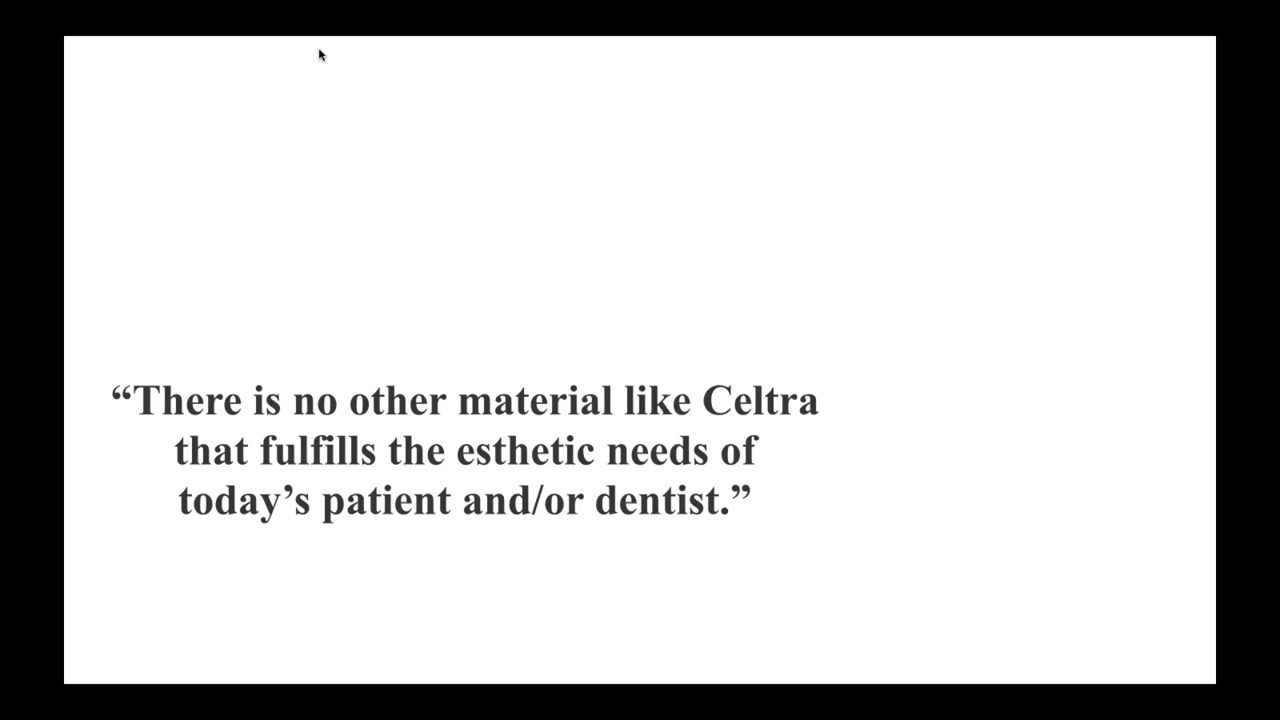 “There is no other material like Celtra
that fulfills the esthetic needs of
today’s patient and/or dentist.”